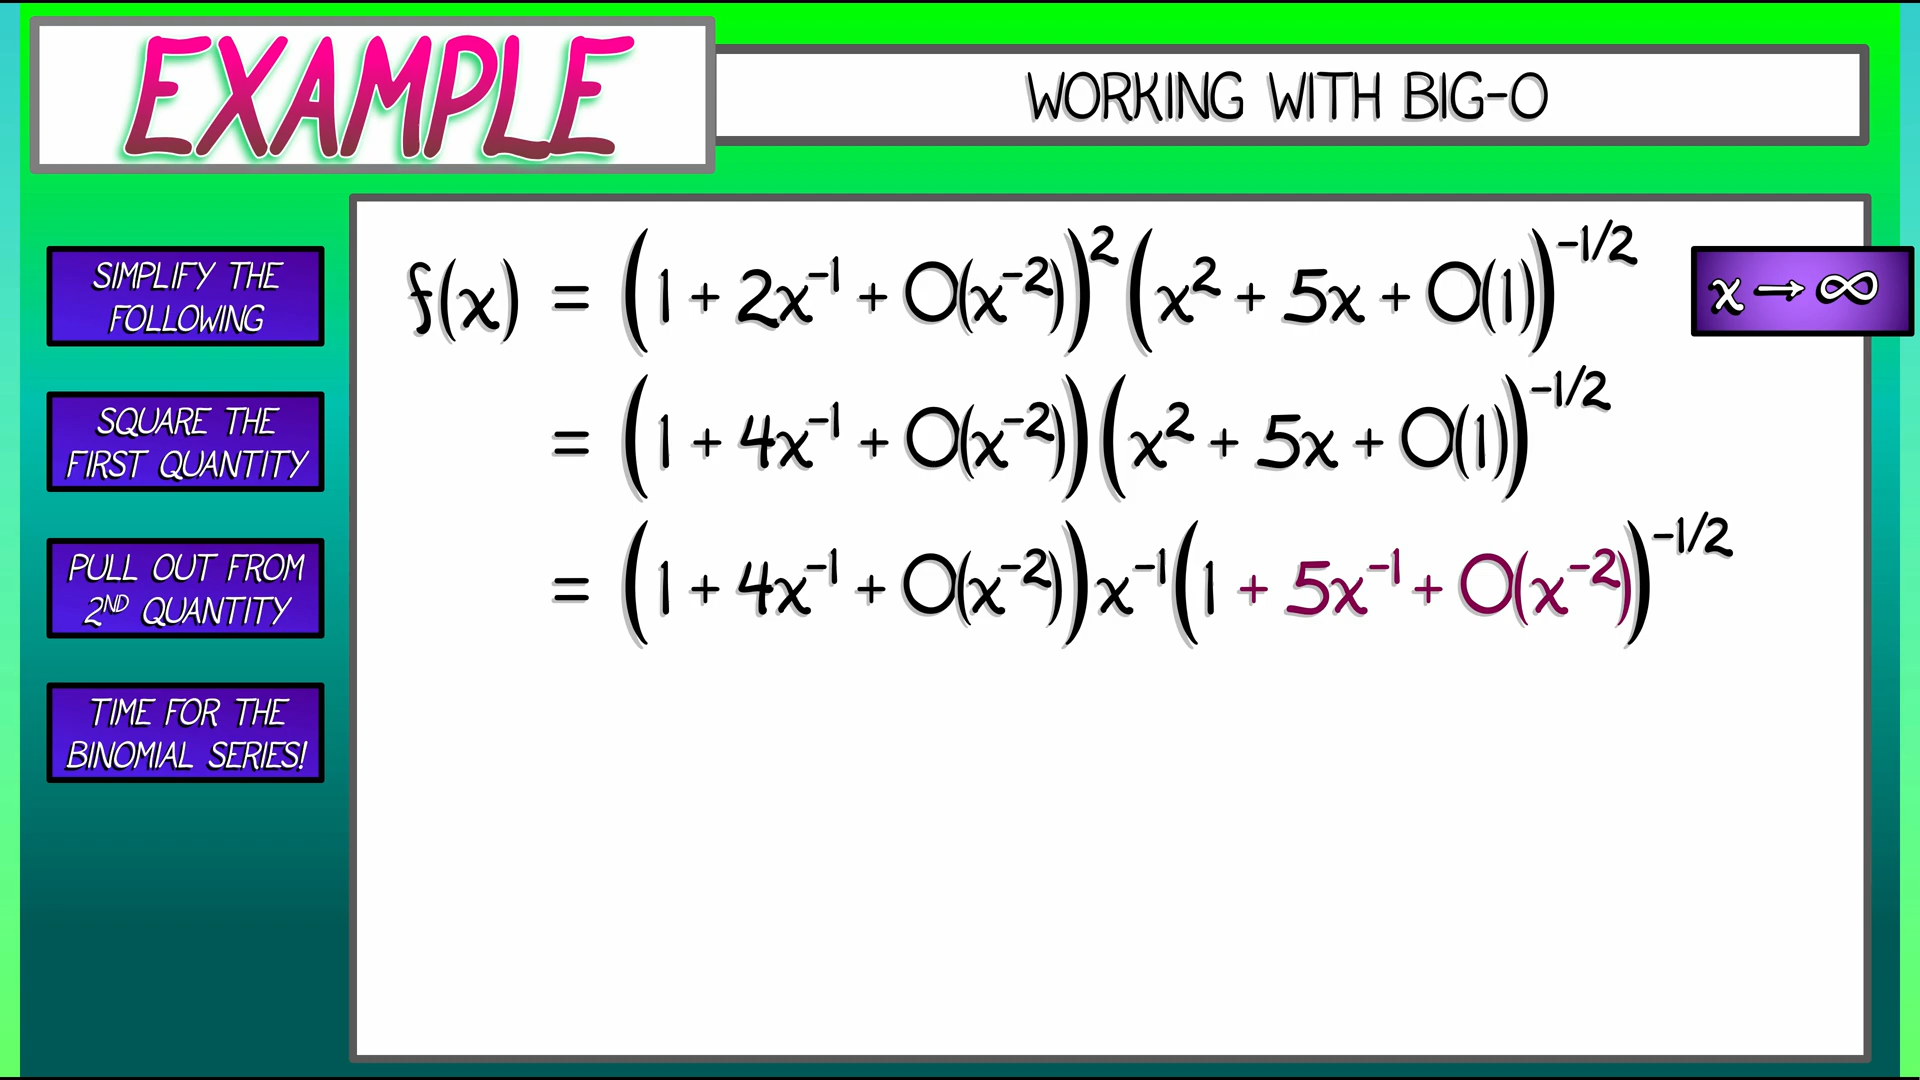 EXAMPLE
WORKING WITH BIG-O
SIMPLIFY THE
FOLLOWING
f(x) = (1 + 2x⁻¹ + O(x⁻²))² (x² + 5x + O(1))^(-1/2)
x → ∞
SQUARE THE
FIRST QUANTITY
= (1 + 4x⁻¹ + O(x⁻²)) (x² + 5x + O(1))^(-1/2)
PULL OUT FROM
2ND QUANTITY
= (1 + 4x⁻¹ + O(x⁻²)) x⁻¹ (1 + 5x⁻¹ + O(x⁻²))^(-1/2)
TIME FOR THE
BINOMIAL SERIES!